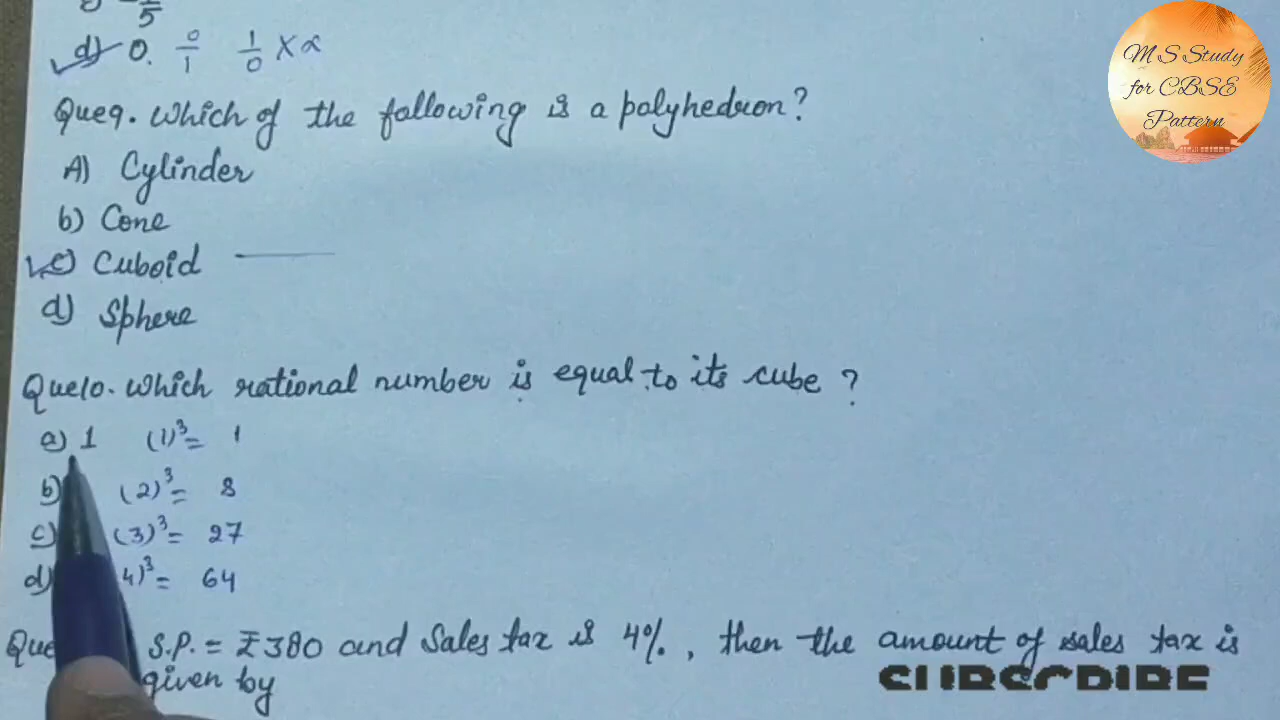 5
d) 0. 0/1 1/0 × ∝
Que9. Which of the following is a polyhedron?
A) Cylinder
b) Cone
c) Cuboid
d) Sphere
Que10. Which rational number is equal to its cube ?
a) 1 (1)³ = 1
b) (2)³ = 8
c) (3)³ = 27
d) 4)³ = 64
Que S.P. = ₹380 and Sales tax is 4%, then the amount of sales tax is
given by
MS Study
for CBSE
Pattern
SUBSCRIBE